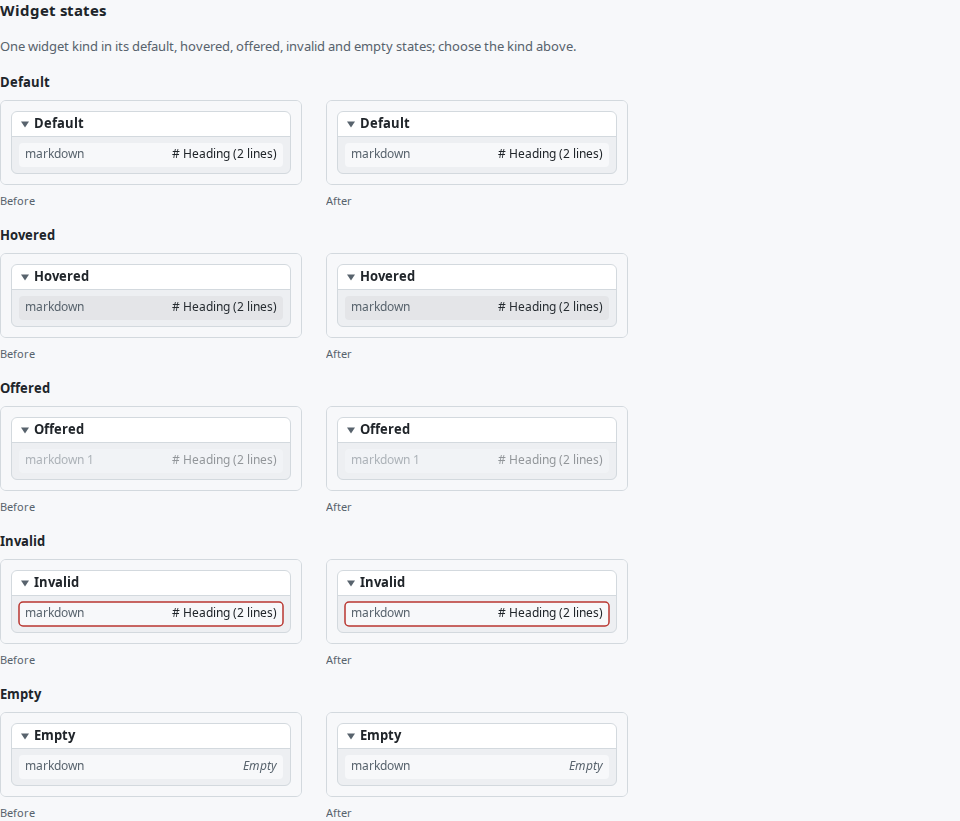 Widget states
One widget kind in its default, hovered, offered, invalid and empty states; choose the kind above.
Default
Default
markdown # Heading (2 lines)
Before
Default
markdown # Heading (2 lines)
After
Hovered
Hovered
markdown # Heading (2 lines)
Before
Hovered
markdown # Heading (2 lines)
After
Offered
Offered
markdown 1 # Heading (2 lines)
Before
Offered
markdown 1 # Heading (2 lines)
After
Invalid
Invalid
markdown # Heading (2 lines)
Before
Invalid
markdown # Heading (2 lines)
After
Empty
Empty
markdown Empty
Before
Empty
markdown Empty
After